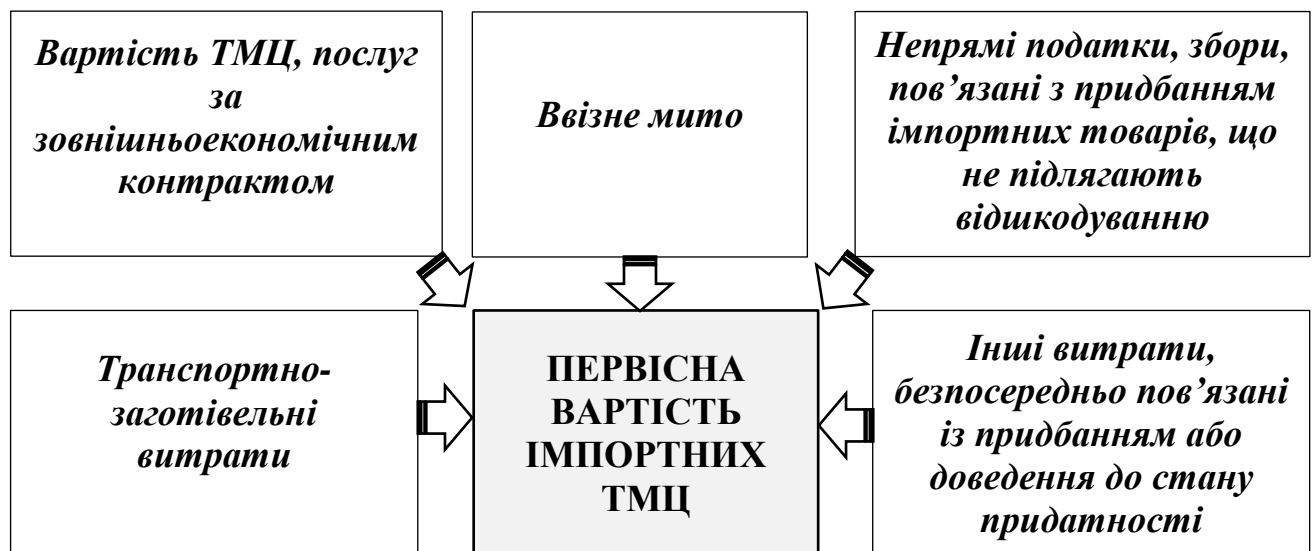 Вартість ТМЦ, послуг
за
зовнішньоекономічним
контрактом
Ввізне мито
Непрямі податки, збори,
пов’язані з придбанням
імпортних товарів, що
не підлягають
відшкодуванню
Транспортно-
заготівельні
витрати
ПЕРВІСНА
ВАРТІСТЬ
ІМПОРТНИХ
ТМЦ
Інші витрати,
безпосередньо пов’язані
із придбанням або
доведення до стану
придатності